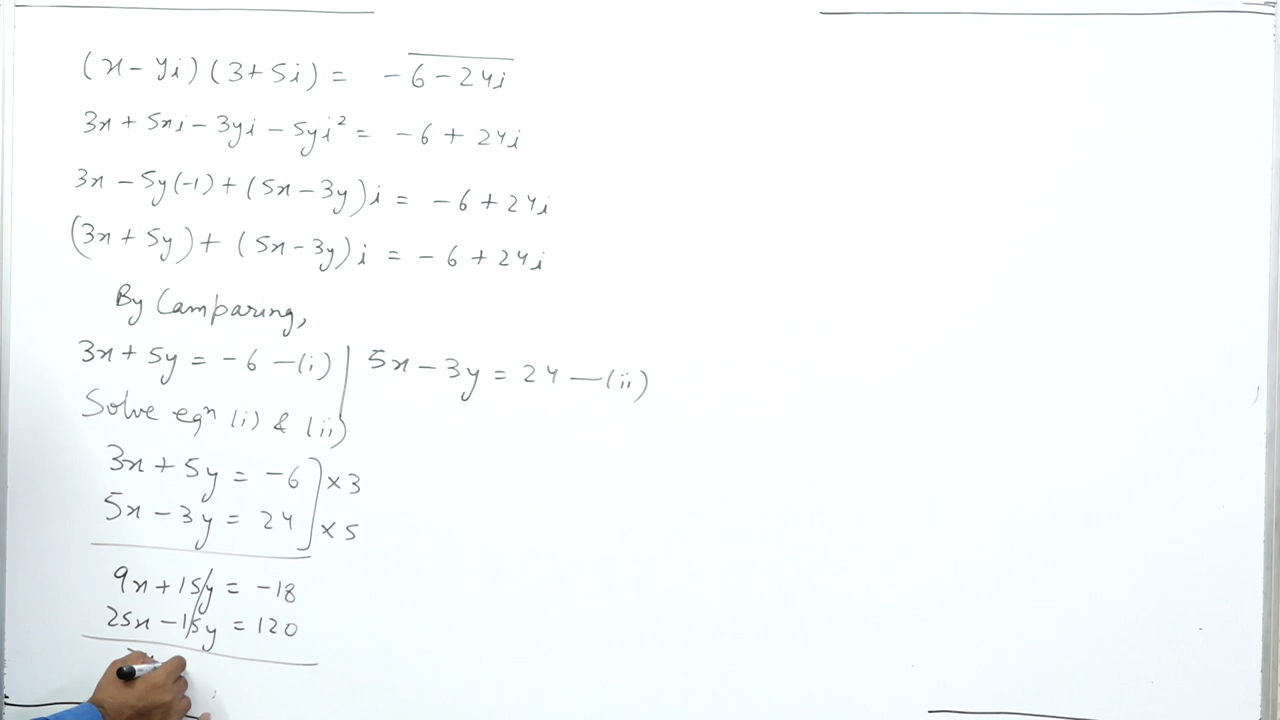 (x - yi)(3 + 5i) = \overline{-6 - 24i}
3x + 5xi - 3yi - 5yi² = -6 + 24i
3x - 5y(-1) + (5x - 3y)i = -6 + 24i
(3x + 5y) + (5x - 3y)i = -6 + 24i
By Camparing,
3x + 5y = -6 —(i) | 5x - 3y = 24 —(ii)
Solve eqⁿ (i) & (ii)
3x + 5y = -6 ] ×3
5x - 3y = 24 ] ×5
9x + 15y = -18
25x - 15y = 120